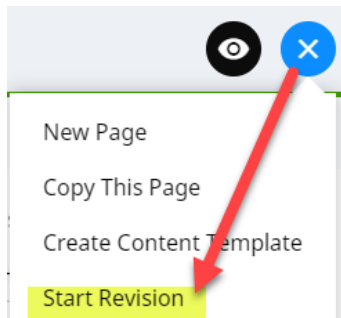 New Page
Copy This Page
Create Content Template
Start Revision